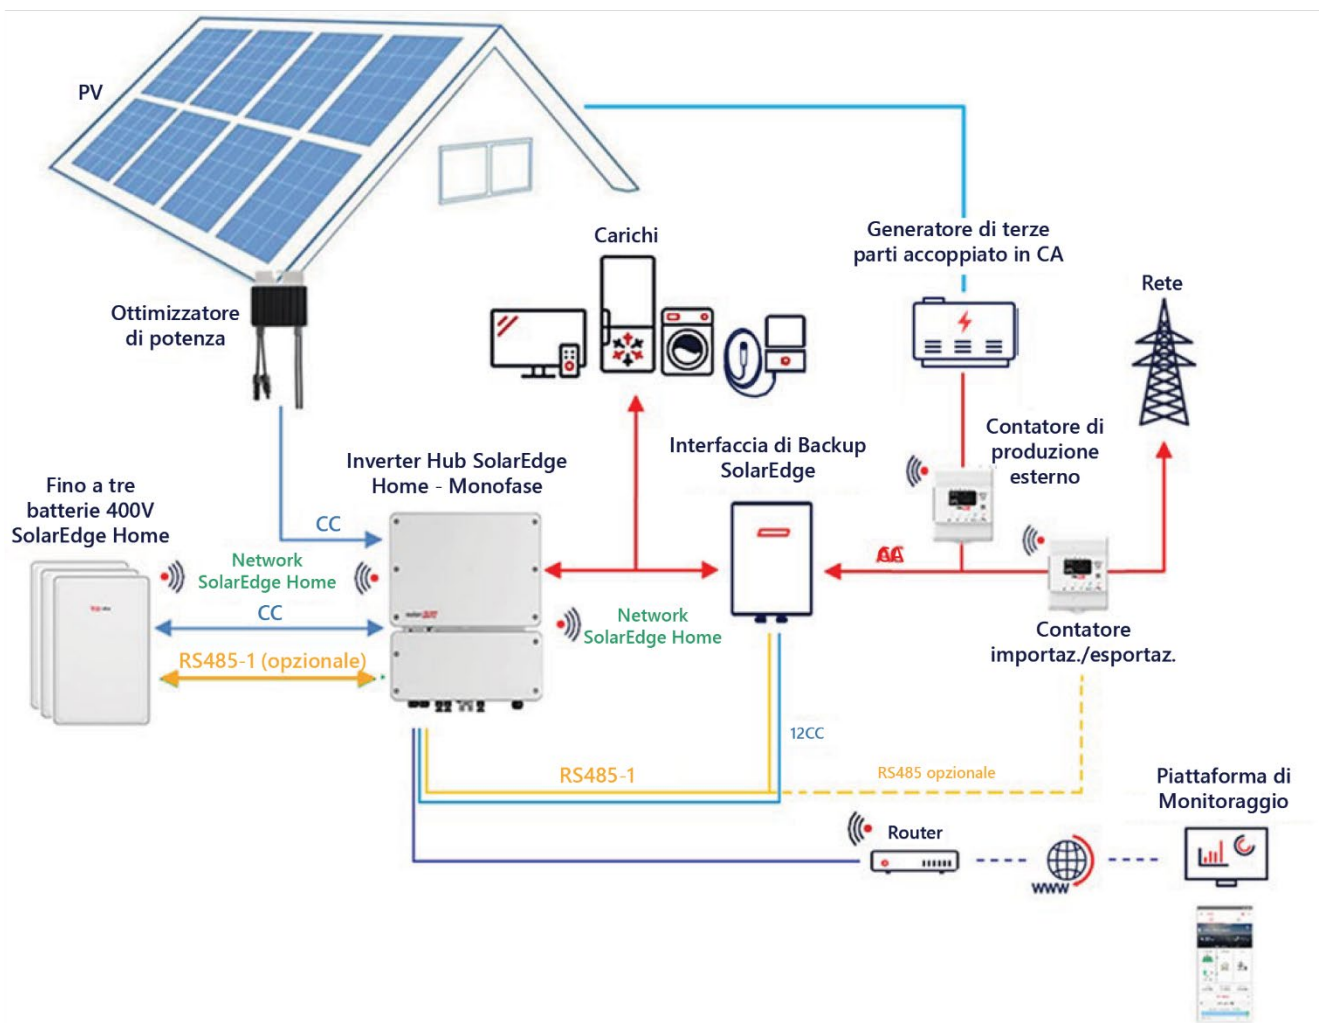 PV
Generatore di terze
parti accoppiato in CA
Carichi
Rete
Ottimizzatore
di potenza
Contatore di
produzione
esterno
Interfaccia di Backup
SolarEdge
Inverter Hub SolarEdge
Home - Monofase
Fino a tre
batterie 400V
SolarEdge Home
CC
Network
SolarEdge Home
CA
CC
Network
SolarEdge Home
Contatore
importaz./esportaz.
RS485-1 (opzionale)
12CC
RS485-1
RS485 opzionale
Piattaforma di
Monitoraggio
Router
www